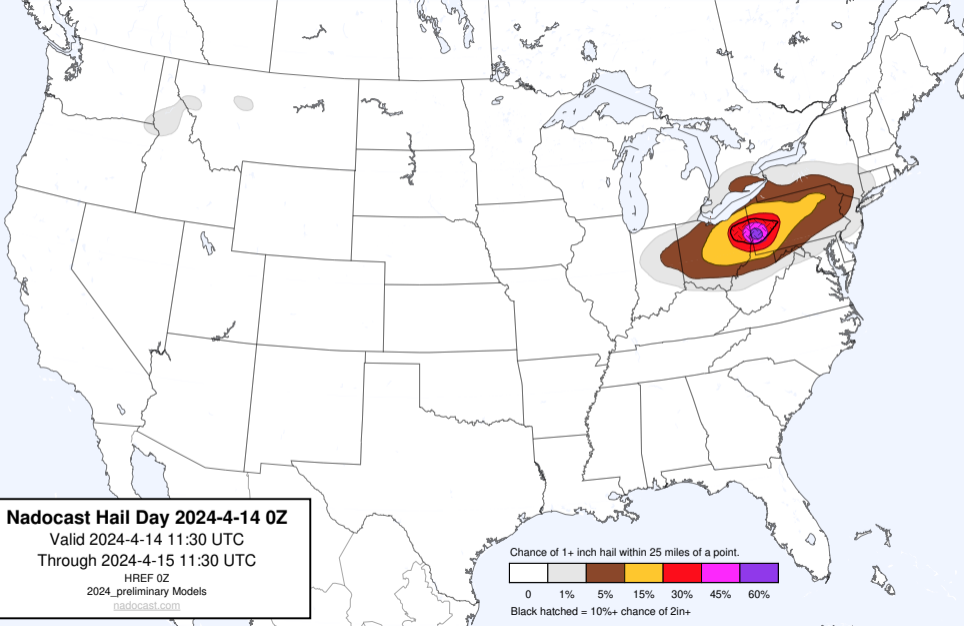 Nadocast Hail Day 2024-4-14 0Z
Valid 2024-4-14 11:30 UTC
Through 2024-4-15 11:30 UTC
HREF 0Z
2024_preliminary Models
nadocast.com
Chance of 1+ inch hail within 25 miles of a point.
0 1% 5% 15% 30% 45% 60%
Black hatched = 10%+ chance of 2in+